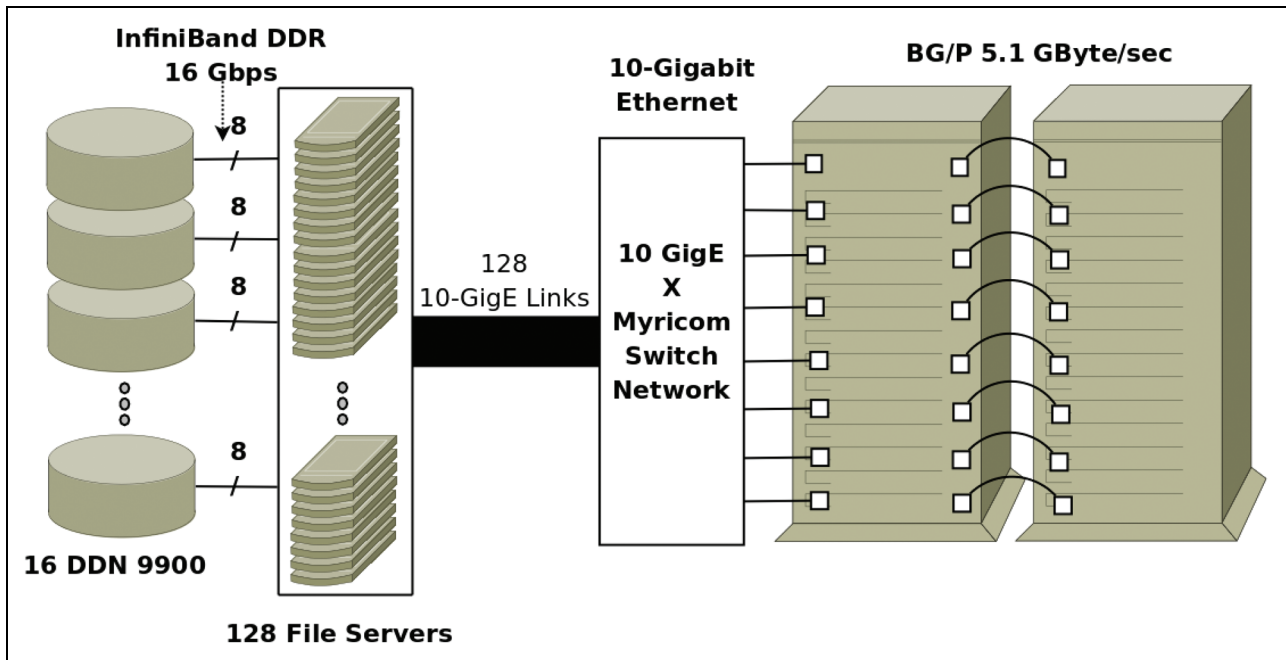 InfiniBand DDR
16 Gbps
8
8
8
8
16 DDN 9900
128 File Servers
128
10-GigE Links
10-Gigabit
Ethernet
10 GigE
X
Myricom
Switch
Network
BG/P 5.1 GByte/sec